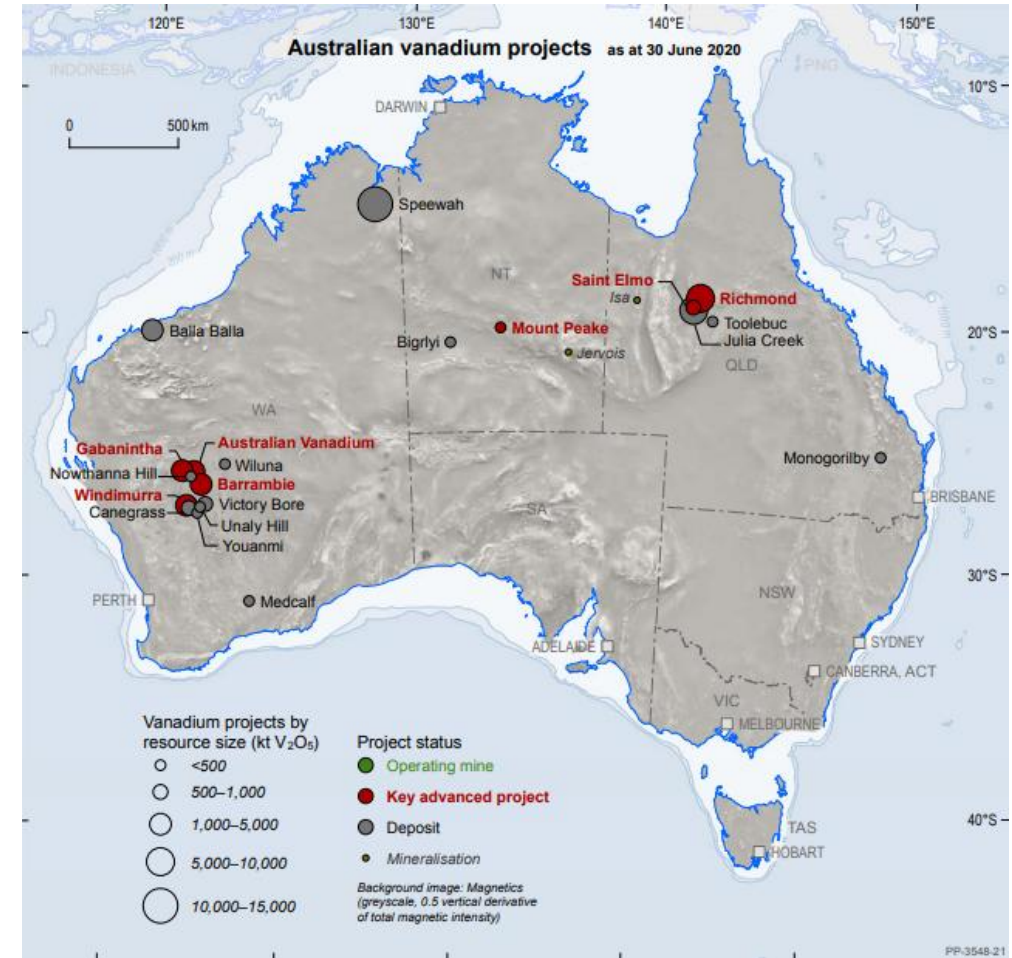 120°E
130°E
140°E
150°E
Australian vanadium projects as at 30 June 2020
INDONESIA
PNG
10°S
DARWIN
0
500 km
Speewah
NT
Saint Elmo
Isa
Richmond
Balla Balla
Mount Peake
Toolebuc
20°S
Bigrlyi
Julia Creek
Jervois
QLD
WA
Gabanintha
Australian Vanadium
Nowthanna Hill
Wiluna
Monogorilby
Barrambie
Windimurra
Victory Bore
BRISBANE
Canegrass
Unaly Hill
SA
Youanmi
30°S
PERTH
Medcalf
NSW
ADELAIDE
SYDNEY
CANBERRA, ACT
VIC
MELBOURNE
Vanadium projects by
resource size (kt V₂O₅)
<500
500–1,000
1,000–5,000
5,000–10,000
10,000–15,000
Project status
Operating mine
Key advanced project
Deposit
Mineralisation
Background image: Magnetics
(greyscale, 0.5 vertical derivative
of total magnetic intensity)
40°S
TAS
HOBART
PP-3548-21